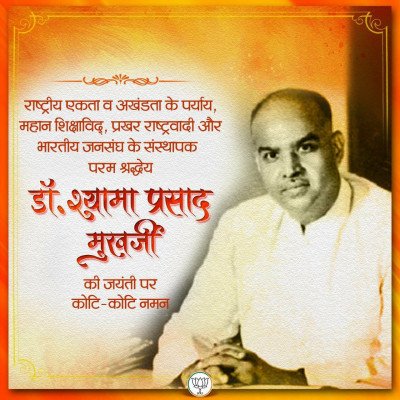 राष्ट्रीय एकता व अखंडता के पर्याय,
महान शिक्षाविद्, प्रखर राष्ट्रवादी और
भारतीय जनसंघ के संस्थापक
परम श्रद्धेय
डॉ. श्यामा प्रसाद
मुखर्जी
की जयंती पर
कोटि-कोटि नमन